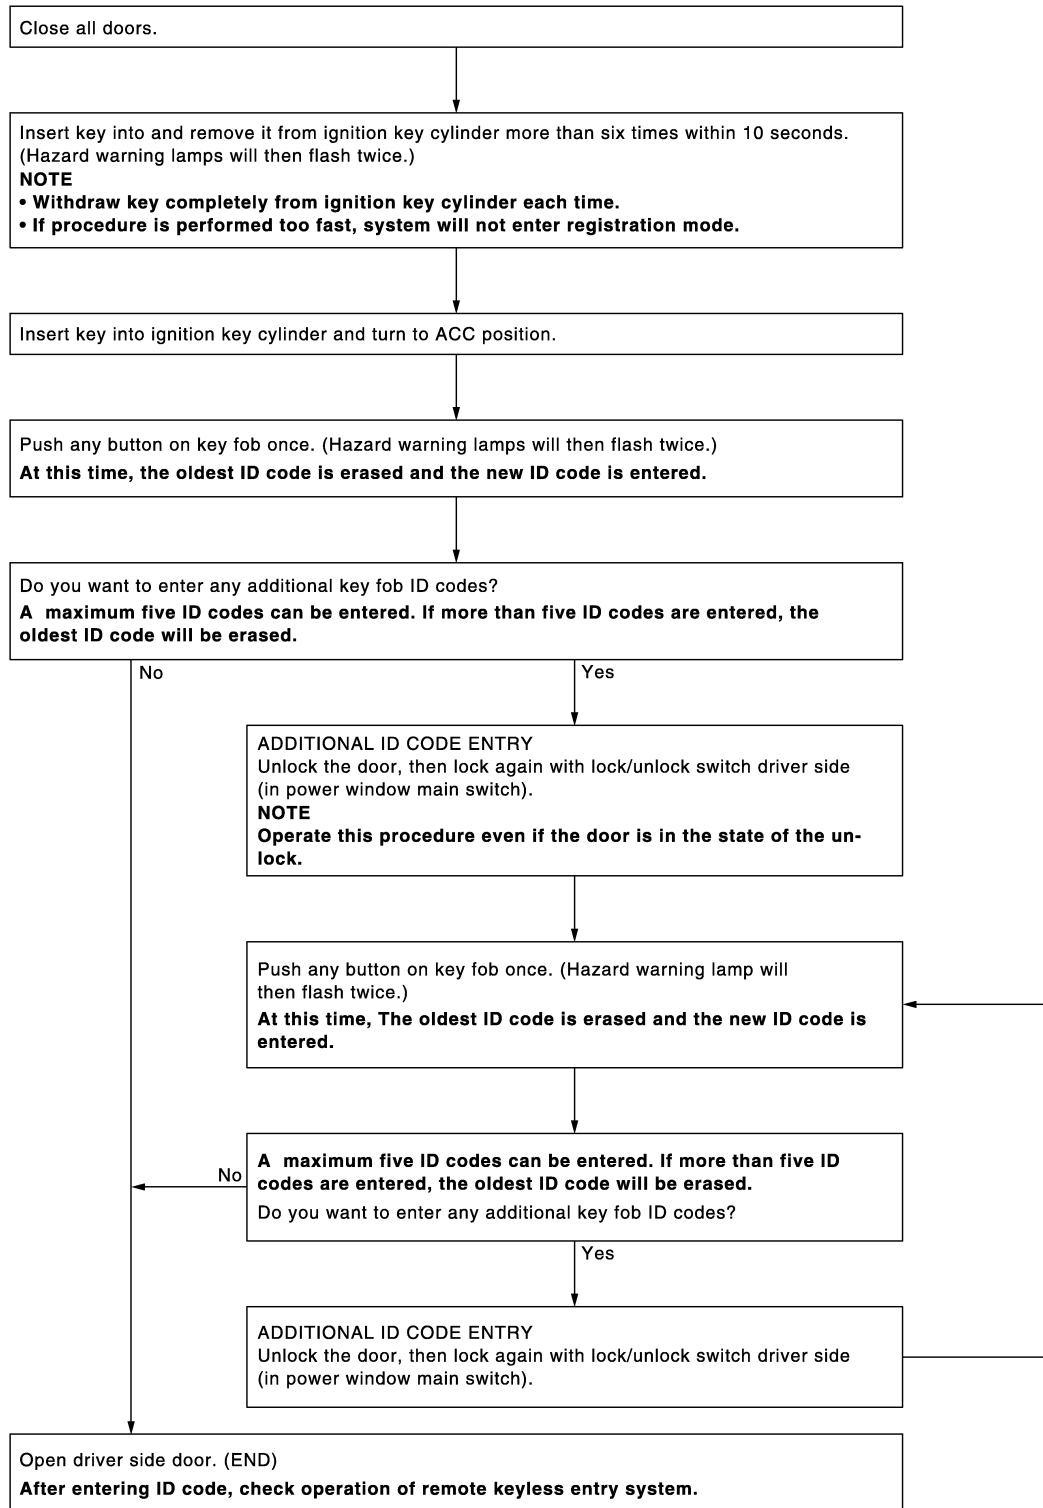 Close all doors.
Insert key into and remove it from ignition key cylinder more than six times within 10 seconds.
(Hazard warning lamps will then flash twice.)
NOTE
• Withdraw key completely from ignition key cylinder each time.
• If procedure is performed too fast, system will not enter registration mode.
Insert key into ignition key cylinder and turn to ACC position.
Push any button on key fob once. (Hazard warning lamps will then flash twice.)
At this time, the oldest ID code is erased and the new ID code is entered.
Do you want to enter any additional key fob ID codes?
A maximum five ID codes can be entered. If more than five ID codes are entered, the
oldest ID code will be erased.
No
Yes
ADDITIONAL ID CODE ENTRY
Unlock the door, then lock again with lock/unlock switch driver side
(in power window main switch).
NOTE
Operate this procedure even if the door is in the state of the un-
lock.
Push any button on key fob once. (Hazard warning lamp will
then flash twice.)
At this time, The oldest ID code is erased and the new ID code is
entered.
A maximum five ID codes can be entered. If more than five ID
codes are entered, the oldest ID code will be erased.
Do you want to enter any additional key fob ID codes?
No
Yes
ADDITIONAL ID CODE ENTRY
Unlock the door, then lock again with lock/unlock switch driver side
(in power window main switch).
Open driver side door. (END)
After entering ID code, check operation of remote keyless entry system.